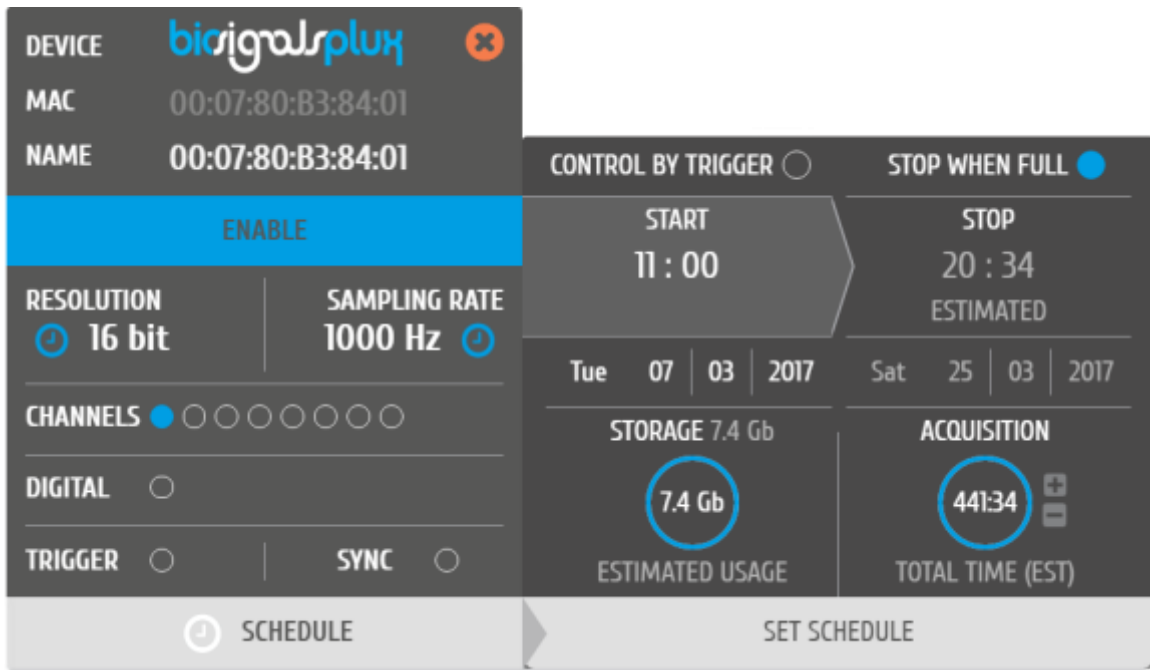 DEVICE biosignalsplux
MAC 00:07:80:B3:84:01
NAME 00:07:80:B3:84:01
ENABLE
RESOLUTION SAMPLING RATE
16 bit 1000 Hz
CHANNELS
DIGITAL
TRIGGER SYNC
SCHEDULE
CONTROL BY TRIGGER STOP WHEN FULL
START STOP
11 : 00 20 : 34
ESTIMATED
Tue 07 03 2017 Sat 25 03 2017
STORAGE 7.4 Gb ACQUISITION
7.4 Gb 441:34
ESTIMATED USAGE TOTAL TIME (EST)
SET SCHEDULE